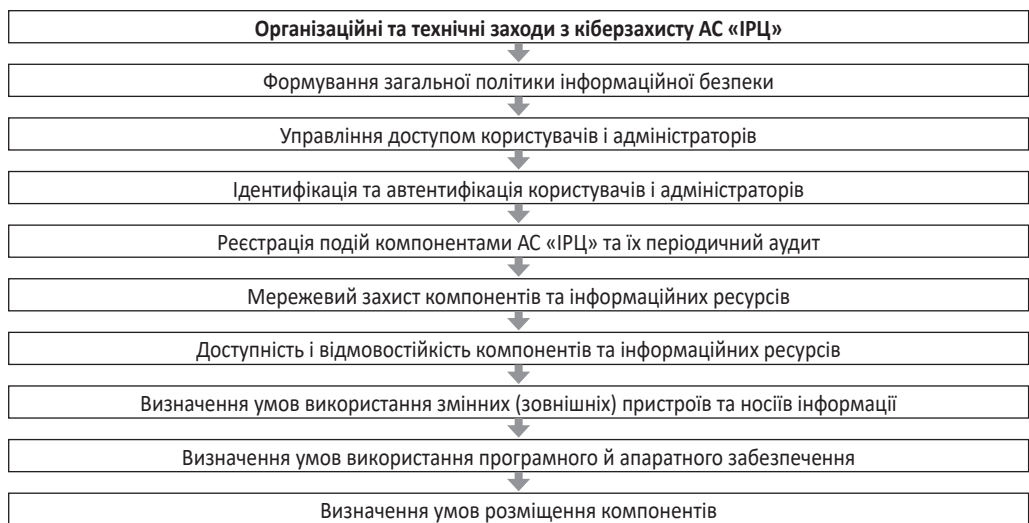 Організаційні та технічні заходи з кіберзахисту АС «ІРЦ»
Формування загальної політики інформаційної безпеки
Управління доступом користувачів і адміністраторів
Ідентифікація та автентифікація користувачів і адміністраторів
Реєстрація подій компонентами АС «ІРЦ» та їх періодичний аудит
Мережевий захист компонентів та інформаційних ресурсів
Доступність і відмовостійкість компонентів та інформаційних ресурсів
Визначення умов використання змінних (зовнішніх) пристроїв та носіїв інформації
Визначення умов використання програмного й апаратного забезпечення
Визначення умов розміщення компонентів